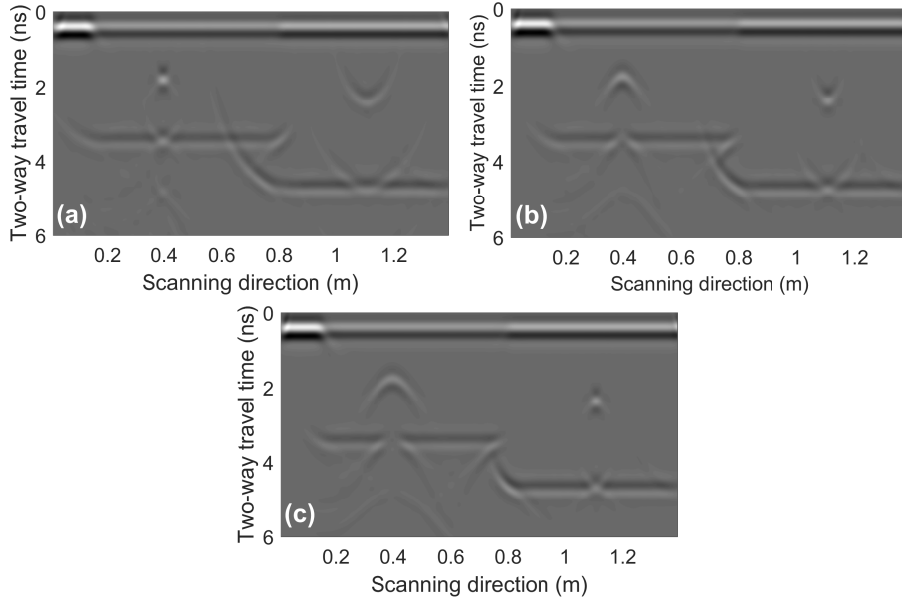 0
2
4
6
Two-way travel time (ns)
(a)
0.2 0.4 0.6 0.8 1 1.2
Scanning direction (m)
0
2
4
6
Two-way travel time (ns)
(b)
0.2 0.4 0.6 0.8 1 1.2
Scanning direction (m)
0
2
4
6
Two-way travel time (ns)
(c)
0.2 0.4 0.6 0.8 1 1.2
Scanning direction (m)